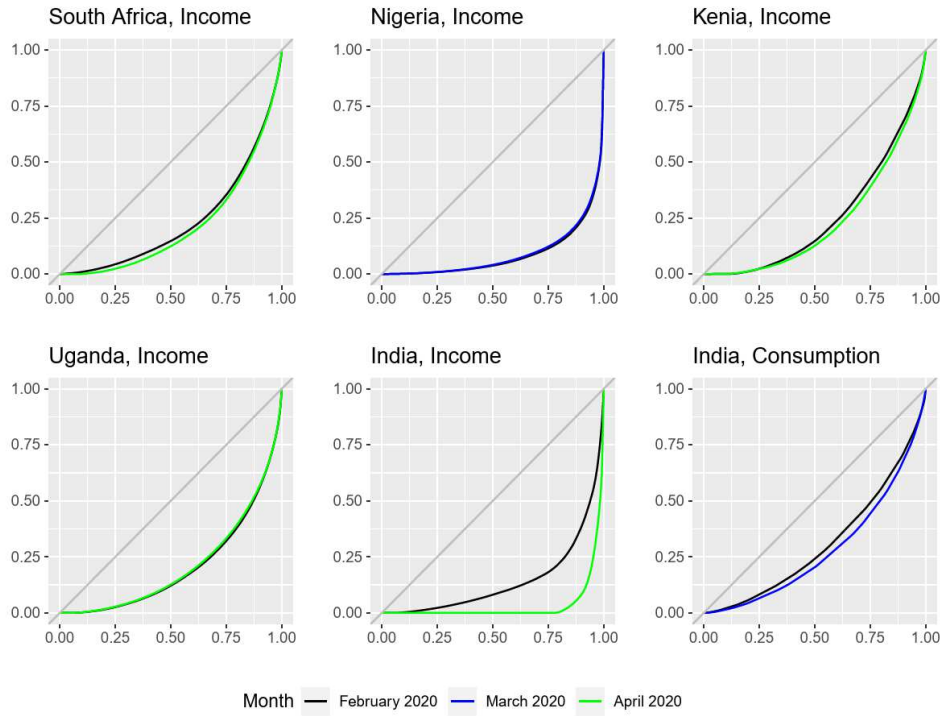 South Africa, Income
1.00
0.75
0.50
0.25
0.00
0.00 0.25 0.50 0.75 1.00
Nigeria, Income
1.00
0.75
0.50
0.25
0.00
0.00 0.25 0.50 0.75 1.00
Kenia, Income
1.00
0.75
0.50
0.25
0.00
0.00 0.25 0.50 0.75 1.00
Uganda, Income
1.00
0.75
0.50
0.25
0.00
0.00 0.25 0.50 0.75 1.00
India, Income
1.00
0.75
0.50
0.25
0.00
0.00 0.25 0.50 0.75 1.00
India, Consumption
1.00
0.75
0.50
0.25
0.00
0.00 0.25 0.50 0.75 1.00
Month February 2020 March 2020 April 2020